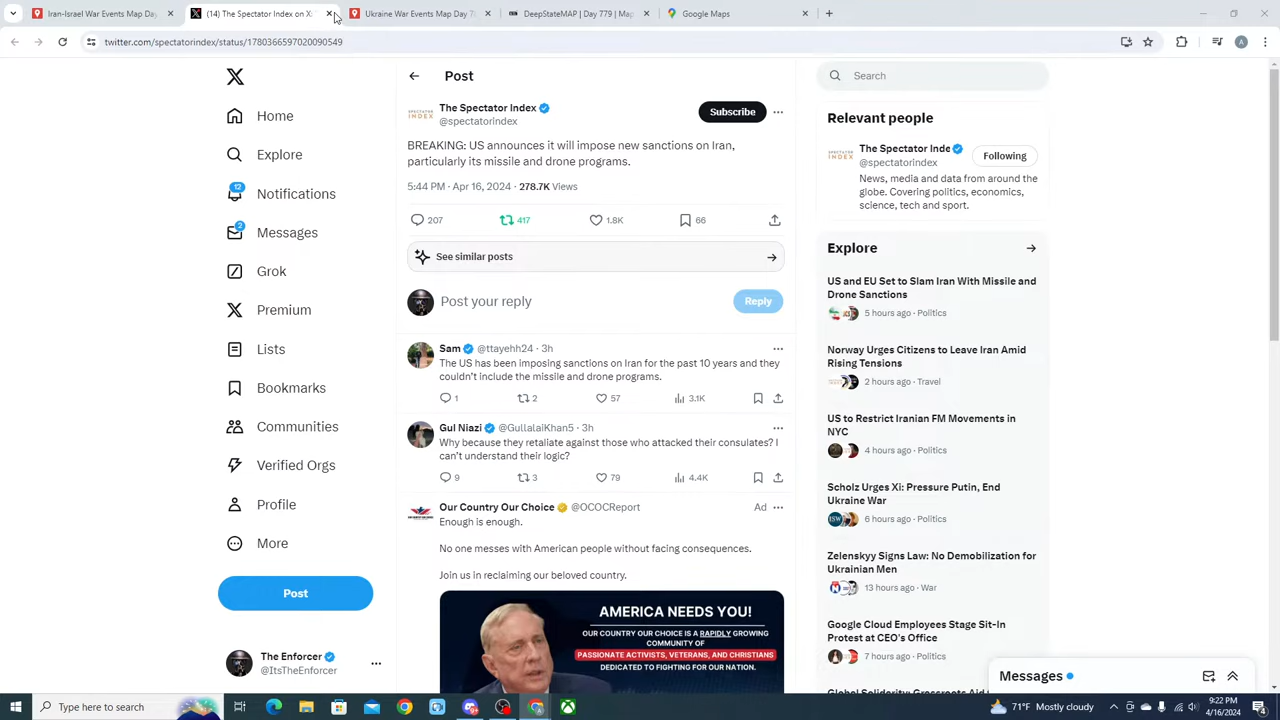 Iran-Israel War Events Map Day
(14) The Spectator Index on X
Ukraine War Events Map Day 7
DeepStateMAP | Day 779 | Map
Google Maps
twitter.com/spectatorindex/status/1780366597020090549
A
Home
Explore
12
Notifications
2
Messages
Grok
Premium
Lists
Bookmarks
Communities
Verified Orgs
Profile
More
Post
The Enforcer
@ItsTheEnforcer
Post
SPECTATOR
INDEX
The Spectator Index
@spectatorindex
Subscribe
BREAKING: US announces it will impose new sanctions on Iran,
particularly its missile and drone programs.
5:44 PM · Apr 16, 2024 · 278.7K Views
207 417 1.8K 66
See similar posts
Post your reply
Reply
Sam @ttayehh24 · 3h
The US has been imposing sanctions on Iran for the past 10 years and they
couldn't include the missile and drone programs.
1 2 57 3.1K
Gul Niazi @GullalaiKhan5 · 3h
Why because they retaliate against those who attacked their consulates? I
can't understand their logic?
9 3 79 4.4K
Our Country Our Choice @OCOCReport Ad
Enough is enough.
No one messes with American people without facing consequences.
Join us in reclaiming our beloved country.
AMERICA NEEDS YOU!
OUR COUNTRY OUR CHOICE IS A RAPIDLY GROWING
COMMUNITY OF
PASSIONATE ACTIVISTS, VETERANS, AND CHRISTIANS
DEDICATED TO FIGHTING FOR OUR NATION.
Search
Relevant people
The Spectator Inde
@spectatorindex
Following
News, media and data from around the
globe. Covering politics, economics,
science, tech and sport.
Explore
US and EU Set to Slam Iran With Missile and
Drone Sanctions
5 hours ago · Politics
Norway Urges Citizens to Leave Iran Amid
Rising Tensions
2 hours ago · Travel
US to Restrict Iranian FM Movements in
NYC
4 hours ago · Politics
Scholz Urges Xi: Pressure Putin, End
Ukraine War
ISW
6 hours ago · Politics
Zelenskyy Signs Law: No Demobilization for
Ukrainian Men
13 hours ago · War
Google Cloud Employees Stage Sit-In
Protest at CEO's Office
7 hours ago · Politics
Global Solidarity: Grassroots Aid
Messages
Type here to search
71°F Mostly cloudy
9:22 PM
4/16/2024